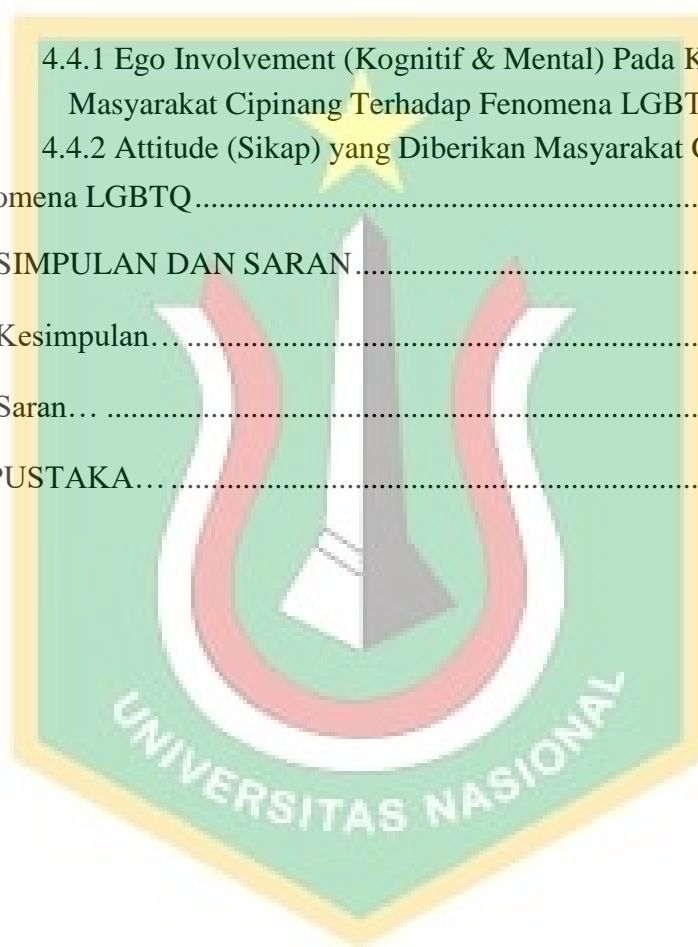 4.4.1 Ego Involvement (Kognitif & Mental) Pada K
Masyarakat Cipinang Terhadap Fenomena LGBT
4.4.2 Attitude (Sikap) yang Diberikan Masyarakat C
omena LGBTQ....................................................................................
SIMPULAN DAN SARAN............................................................
Kesimpulan… .....................................................................................
Saran… ................................................................................................
PUSTAKA… .....................................................................................
UNIVERSITAS NASIONAL